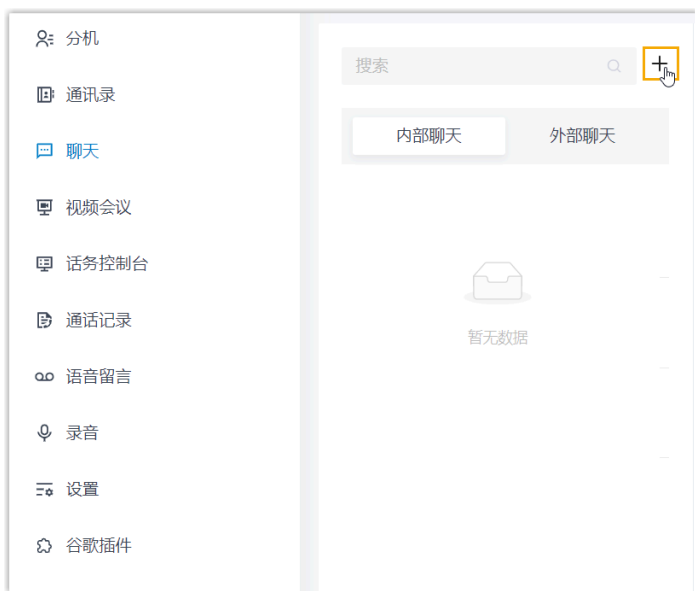 分机
通讯录
聊天
视频会议
话务控制台
通话记录
语音留言
录音
设置
谷歌插件
搜索
内部聊天
外部聊天
暂无数据